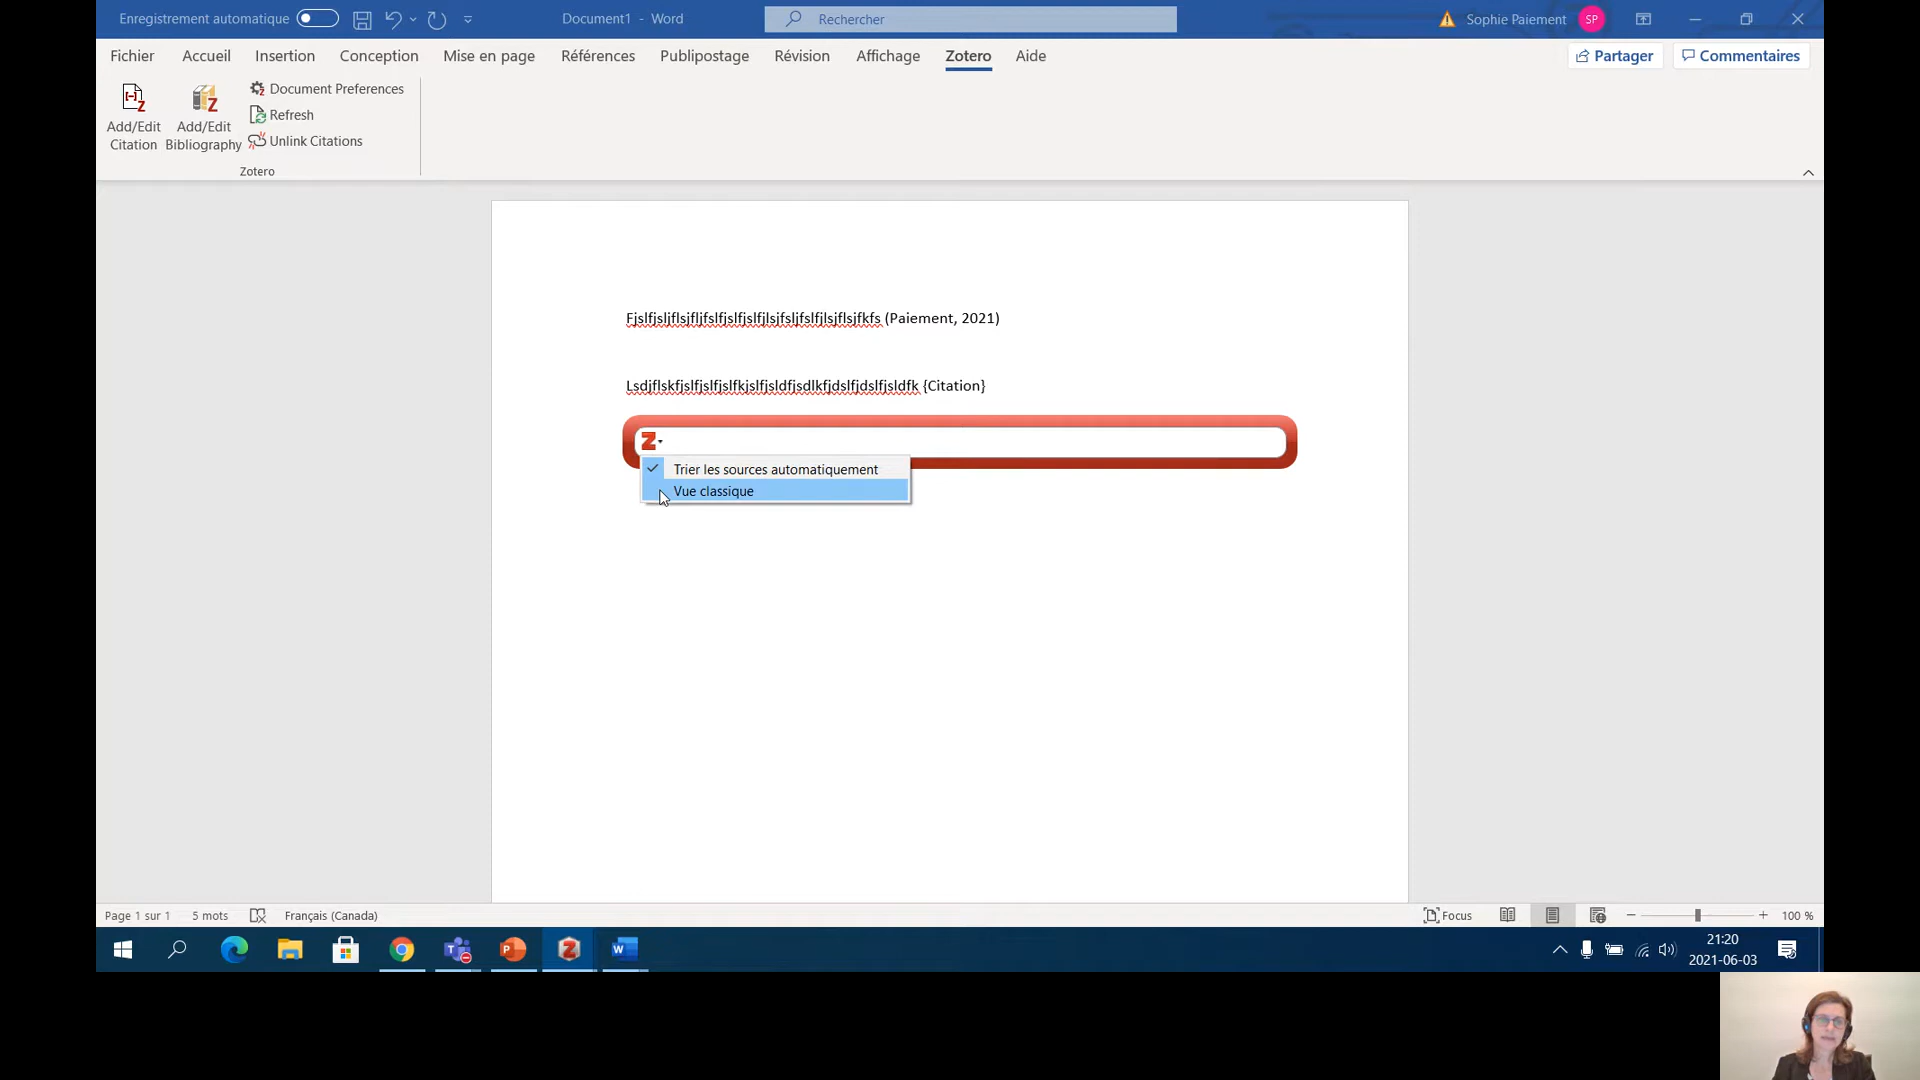 Enregistrement automatique
Document1 - Word
Rechercher
Sophie Paiement
SP
Fichier Accueil Insertion Conception Mise en page Références Publipostage Révision Affichage Zotero Aide
Partager
Commentaires
Add/Edit Citation
Add/Edit Bibliography
Document Preferences
Refresh
Unlink Citations
Zotero
(Paiement, 2021)
{Citation}
Z
Trier les sources automatiquement
Vue classique
Page 1 sur 1 5 mots Français (Canada)
Focus
100 %
21:20
2021-06-03